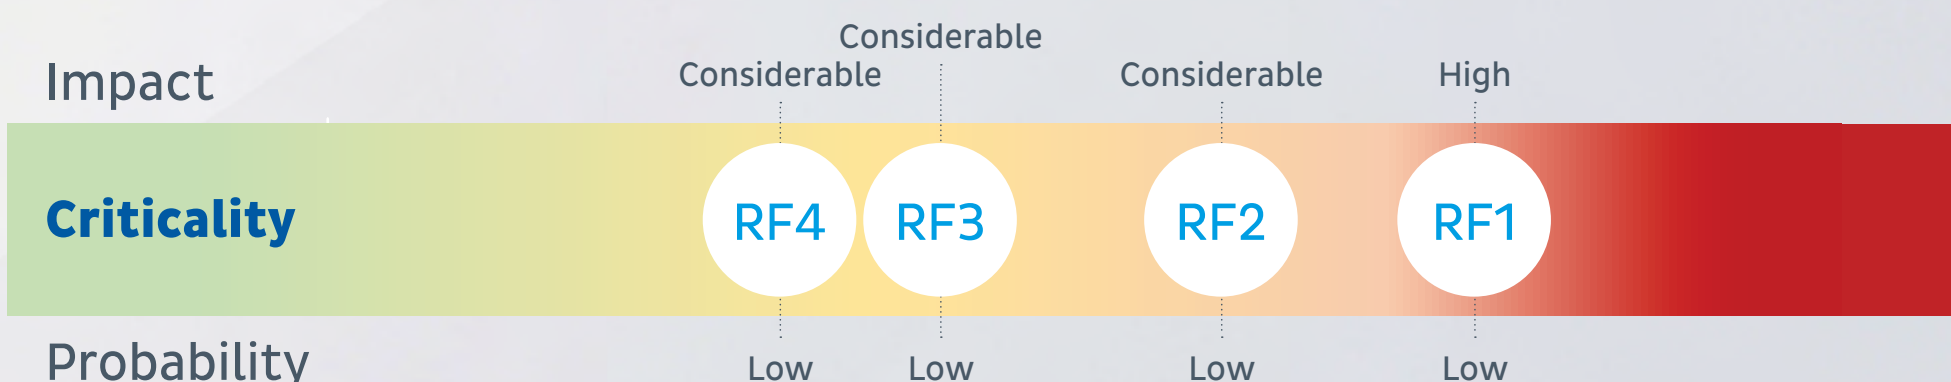 Considerable
Impact Considerable Considerable High
Criticality RF4 RF3 RF2 RF1
Probability Low Low Low Low